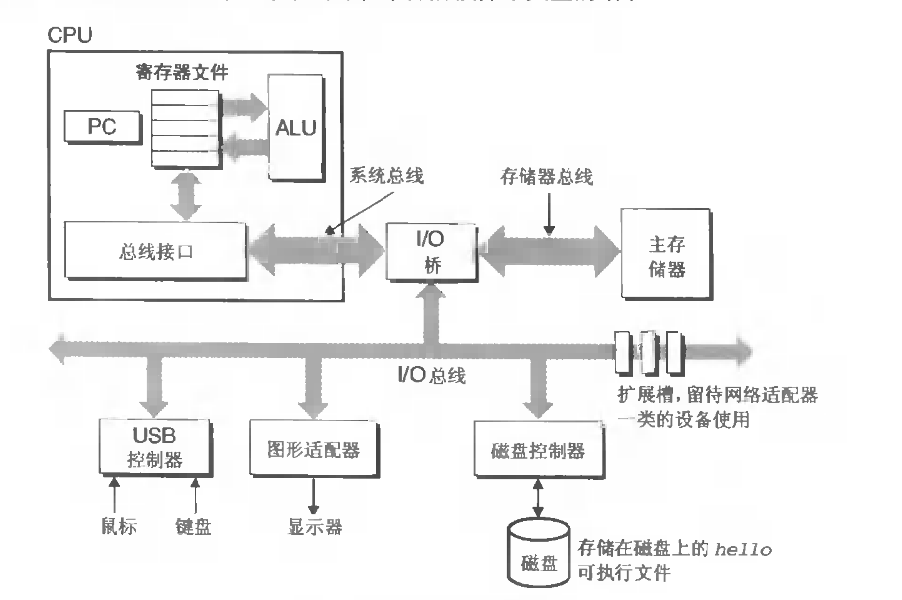 CPU
寄存器文件
PC
ALU
系统总线
存储器总线
总线接口
I/O
桥
主存
储器
I/O 总线
扩展槽，留待网络适配器
一类的设备使用
USB
控制器
图形适配器
磁盘控制器
鼠标
键盘
显示器
磁盘
存储在磁盘上的 hello
可执行文件